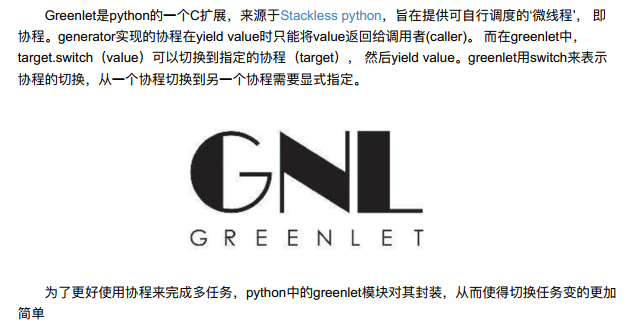 Greenlet是python的一个C扩展，来源于Stackless python，旨在提供可自行调度的‘微线程’， 即
协程。generator实现的协程在yield value时只能将value返回给调用者(caller)。 而在greenlet中，
target.switch（value）可以切换到指定的协程（target）， 然后yield value。greenlet用switch来表示
协程的切换，从一个协程切换到另一个协程需要显式指定。
GNL
GREENLET
为了更好使用协程来完成多任务，python中的greenlet模块对其封装，从而使得切换任务变的更加
简单